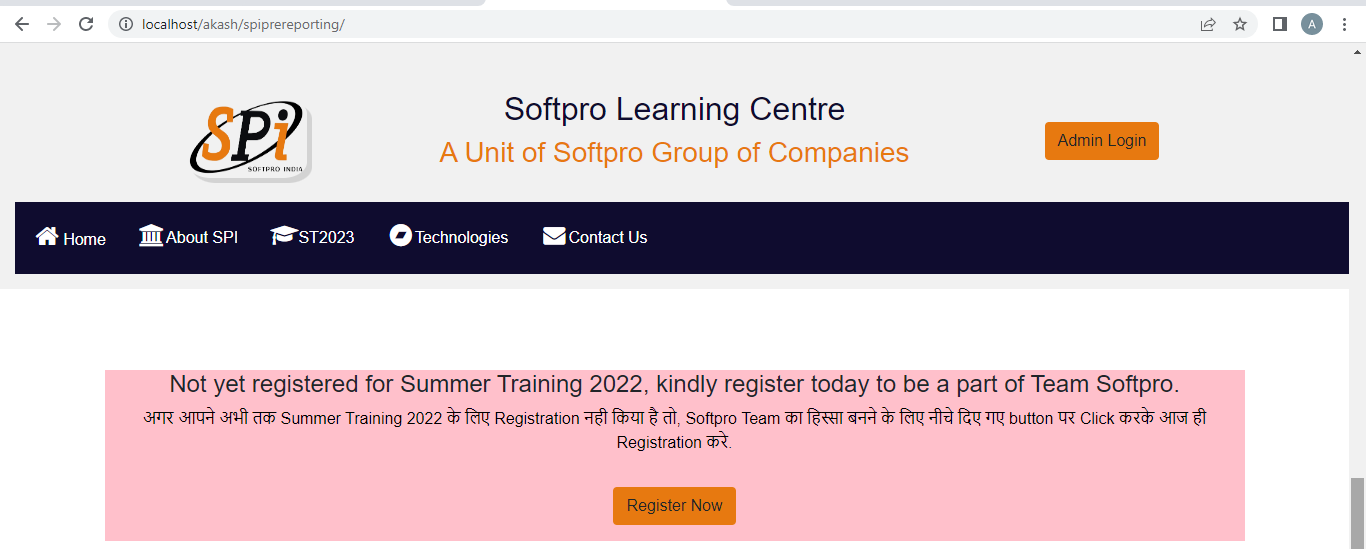 localhost/akash/spiprereporting/
A
SPi
SOFTPRO INDIA
Softpro Learning Centre
A Unit of Softpro Group of Companies
Admin Login
Home
About SPI
ST2023
Technologies
Contact Us
Not yet registered for Summer Training 2022, kindly register today to be a part of Team Softpro.
अगर आपने अभी तक Summer Training 2022 के लिए Registration नही किया है तो, Softpro Team का हिस्सा बनने के लिए नीचे दिए गए button पर Click करके आज ही
Registration करे.
Register Now